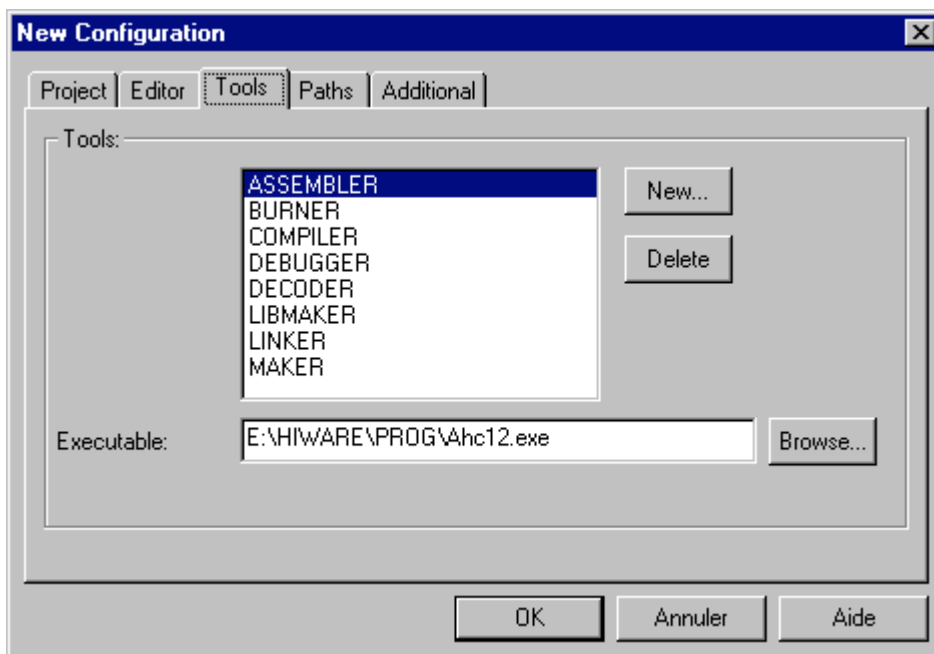 New Configuration
Project Editor Tools Paths Additional
Tools:
ASSEMBLER
BURNER
COMPILER
DEBUGGER
DECODER
LIBMAKER
LINKER
MAKER
New...
Delete
Executable: E:\HIWARE\PROG\Ahc12.exe Browse...
OK Annuler Aide